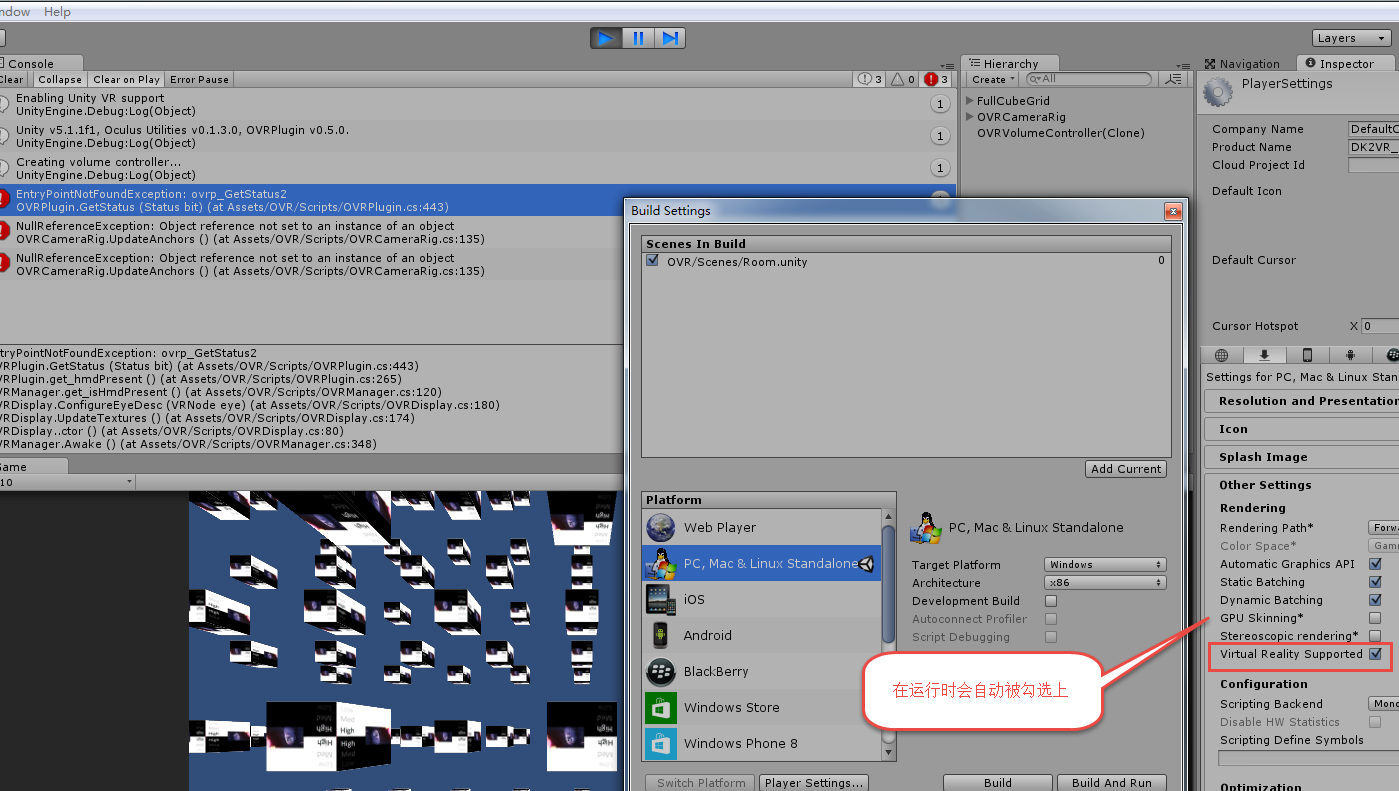 ndow Help
Layers
Console
Clear Collapse Clear on Play Error Pause 3 0 3
Enabling Unity VR support
UnityEngine.Debug:Log(Object)
1
Unity v5.1.1f1, Oculus Utilities v0.1.3.0, OVRPlugin v0.5.0.
UnityEngine.Debug:Log(Object)
1
Creating volume controller...
UnityEngine.Debug:Log(Object)
1
EntryPointNotFoundException: ovrp_GetStatus2
OVRPlugin.GetStatus (Status bit) (at Assets/OVR/Scripts/OVRPlugin.cs:443)
NullReferenceException: Object reference not set to an instance of an object
OVRCameraRig.UpdateAnchors () (at Assets/OVR/Scripts/OVRCameraRig.cs:135)
NullReferenceException: Object reference not set to an instance of an object
OVRCameraRig.UpdateAnchors () (at Assets/OVR/Scripts/OVRCameraRig.cs:135)
tryPointNotFoundException: ovrp_GetStatus2
VRPlugin.GetStatus (Status bit) (at Assets/OVR/Scripts/OVRPlugin.cs:443)
VRPlugin.get_hmdPresent () (at Assets/OVR/Scripts/OVRPlugin.cs:265)
VRManager.get_isHmdPresent () (at Assets/OVR/Scripts/OVRManager.cs:120)
VRDisplay.ConfigureEyeDesc (VRNode eye) (at Assets/OVR/Scripts/OVRDisplay.cs:180)
VRDisplay.UpdateTextures () (at Assets/OVR/Scripts/OVRDisplay.cs:174)
VRDisplay..ctor () (at Assets/OVR/Scripts/OVRDisplay.cs:80)
VRManager.Awake () (at Assets/OVR/Scripts/OVRManager.cs:348)
Game
10
Low
Med
High
High
Med
Low
Hierarchy
Create All
FullCubeGrid
OVRCameraRig
OVRVolumeController(Clone)
Build Settings
Scenes In Build
OVR/Scenes/Room.unity 0
Add Current
Platform
Web Player
PC, Mac & Linux Standalone
iOS
Android
BlackBerry
Windows Store
Windows Phone 8
PC, Mac & Linux Standalone
Target Platform Windows
Architecture x86
Development Build
Autoconnect Profiler
Script Debugging
Switch Platform Player Settings... Build Build And Run
在运行时会自动被勾选上
Navigation Inspector
PlayerSettings
Company Name DefaultC
Product Name DK2VR_
Cloud Project Id
Default Icon
Default Cursor
Cursor Hotspot X 0
Settings for PC, Mac & Linux Stan
Resolution and Presentation
Icon
Splash Image
Other Settings
Rendering
Rendering Path* Forw
Color Space* Gam
Automatic Graphics API
Static Batching
Dynamic Batching
GPU Skinning*
Stereoscopic rendering*
Virtual Reality Supported
Configuration
Scripting Backend Mono
Disable HW Statistics
Scripting Define Symbols
Optimization